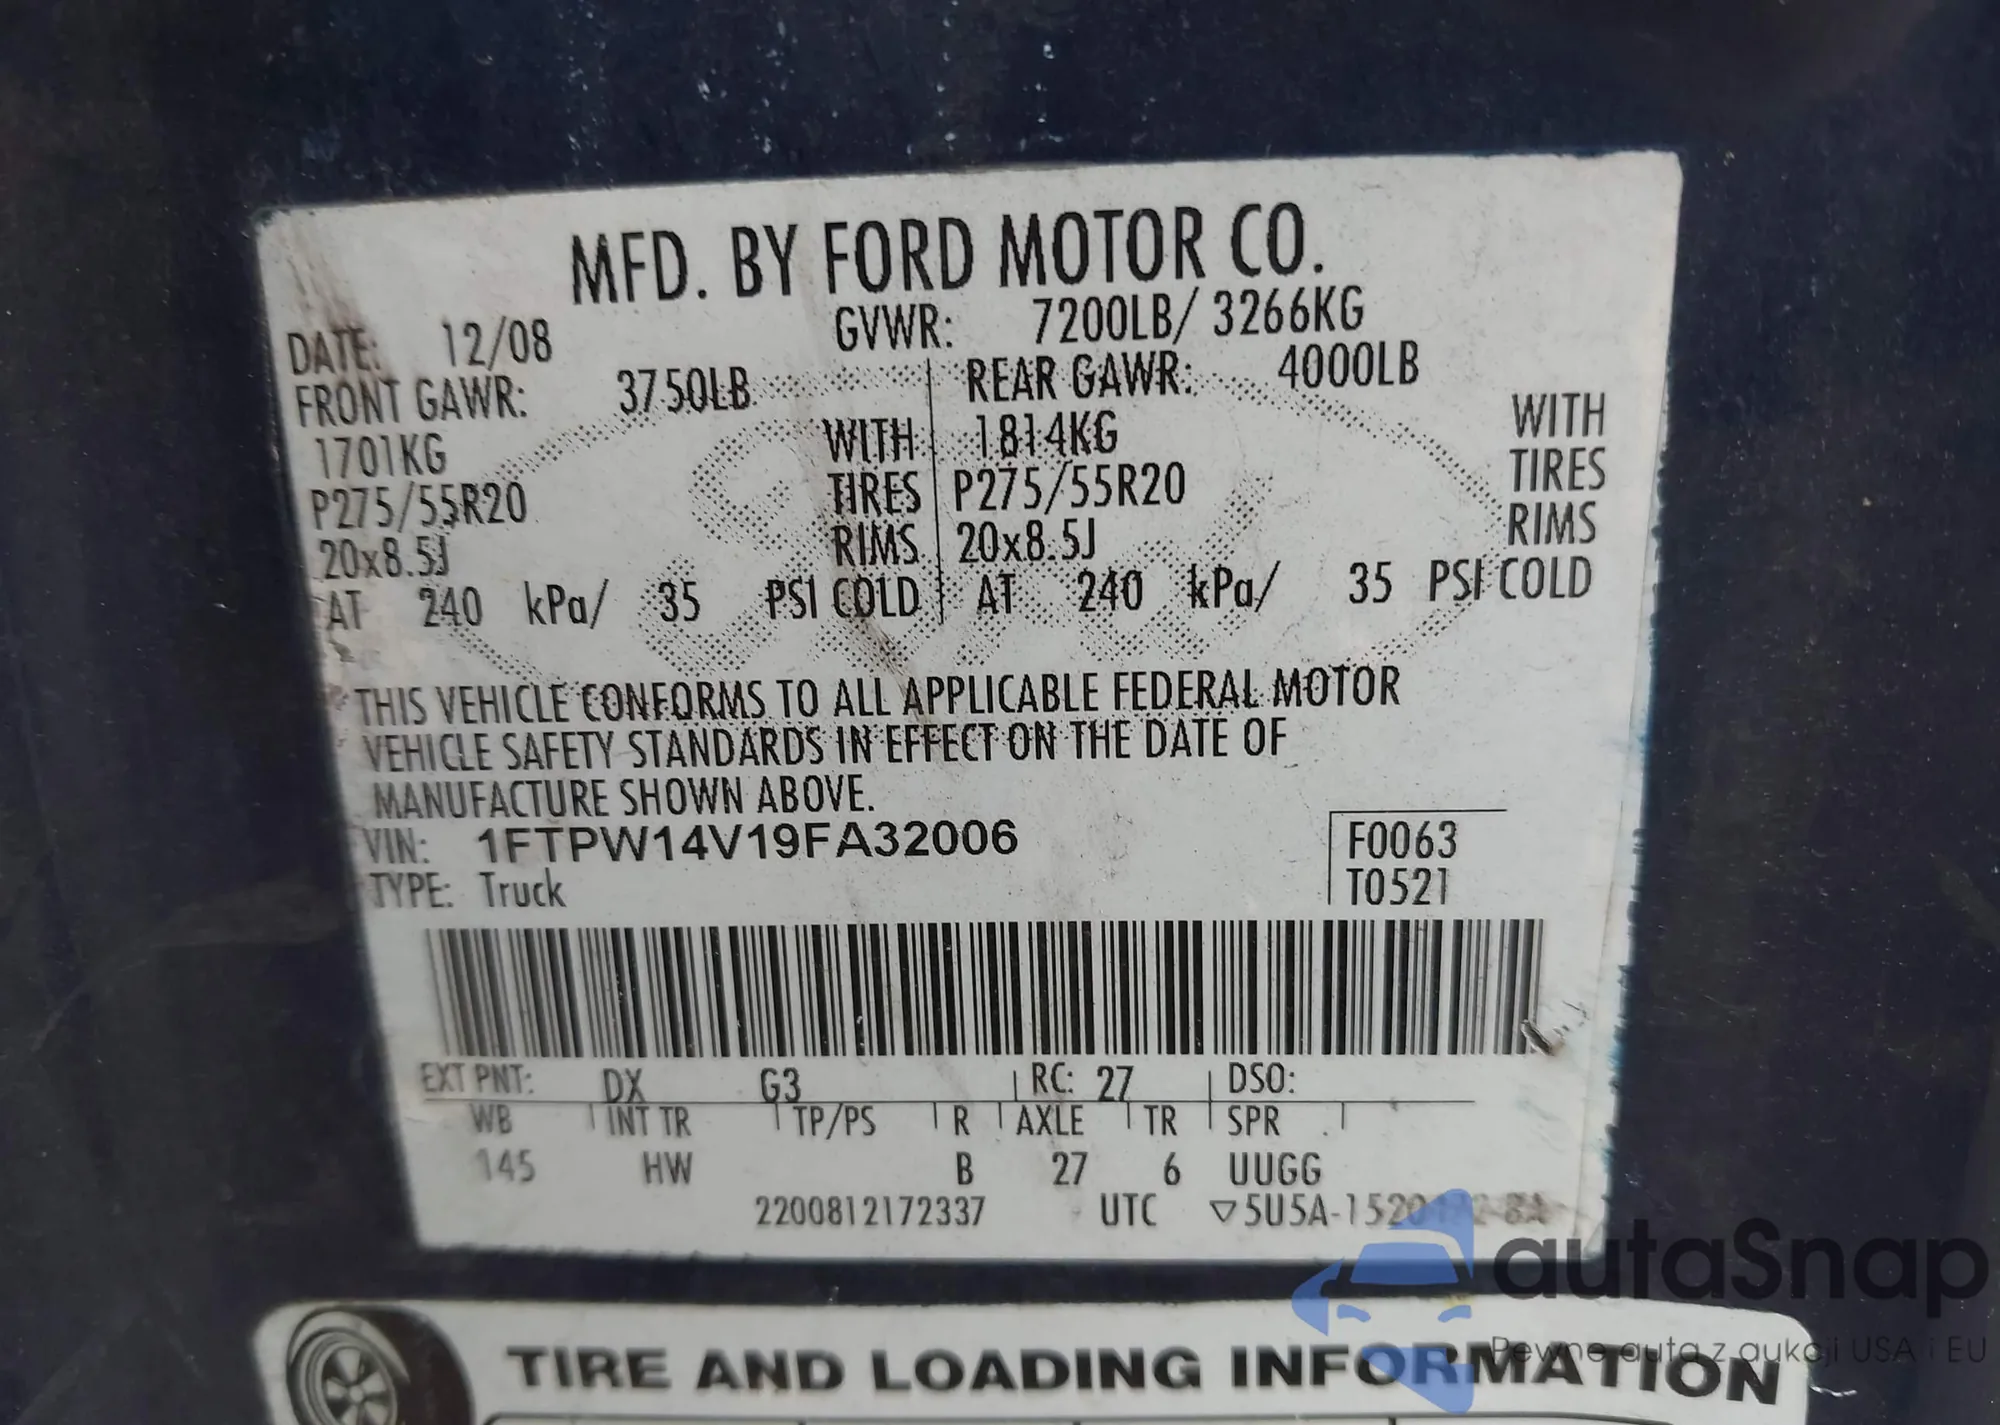 MFD. BY FORD MOTOR CO.
DATE: 12/08 GVWR: 7200LB/ 3266KG
FRONT GAWR: 3750LB REAR GAWR: 4000LB
1701KG WITH 1814KG WITH
P275/55R20 TIRES P275/55R20 TIRES
20x8.5J RIMS 20x8.5J RIMS
AT 240 kPa/ 35 PSI COLD AT 240 kPa/ 35 PSI COLD
THIS VEHICLE CONFORMS TO ALL APPLICABLE FEDERAL MOTOR
VEHICLE SAFETY STANDARDS IN EFFECT ON THE DATE OF
MANUFACTURE SHOWN ABOVE.
VIN: 1FTPW14V19FA32006 F0063
TYPE: Truck T0521
EXT PNT: DX G3 RC: 27 DSO:
WB INT TR TP/PS R AXLE TR SPR
145 HW B 27 6 UUGG
2200812172337 UTC
autaSnap
Pewne auta z aukcji USA i EU
TIRE AND LOADING INFORMATION